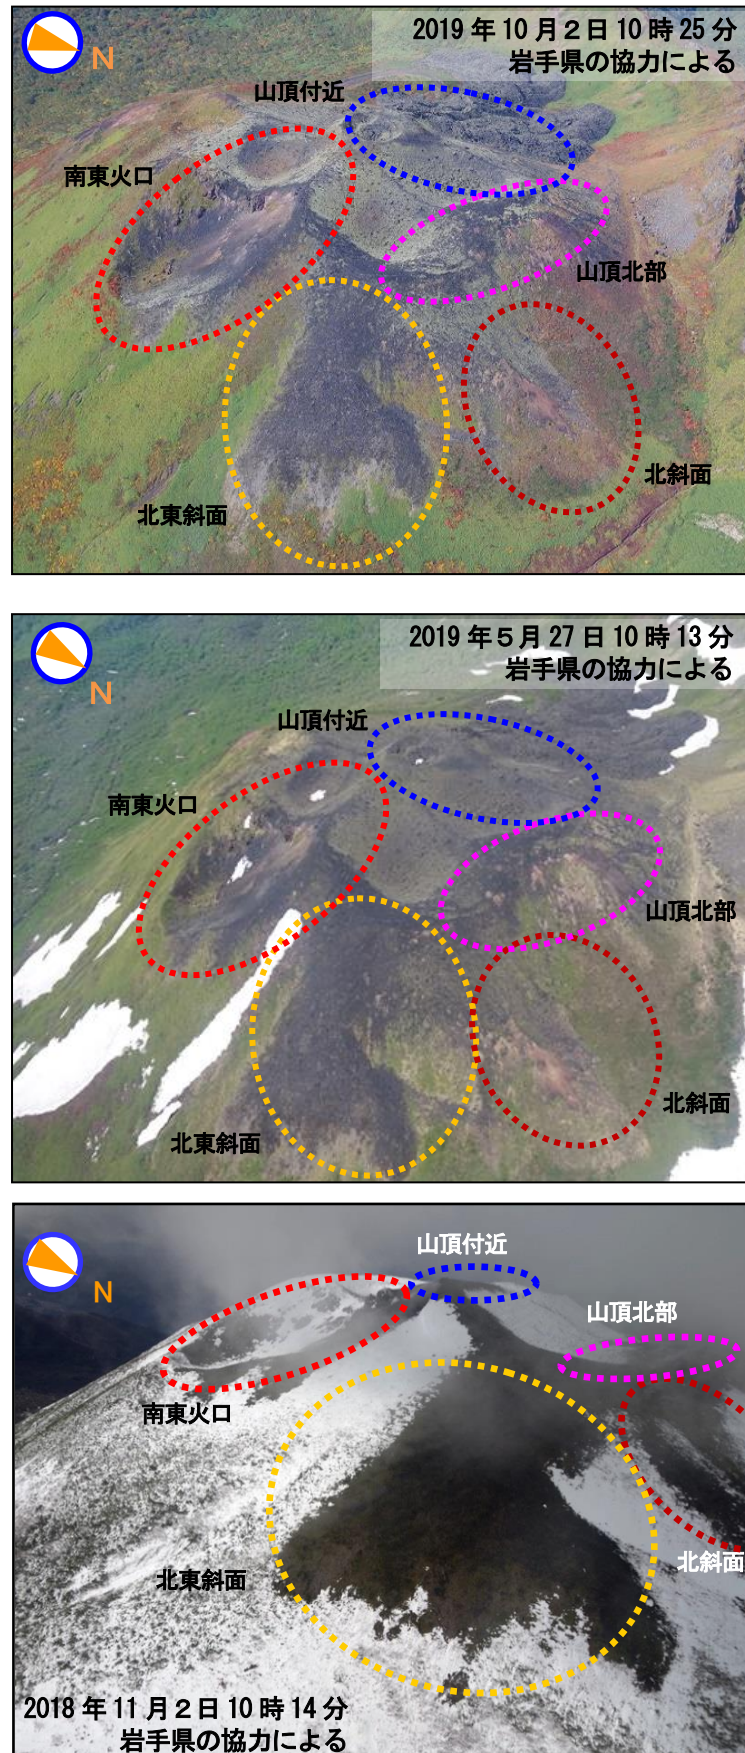 2019年10月2日10時25分
岩手県の協力による
N
山頂付近
南東火口
山頂北部
北斜面
北東斜面
2019年5月27日10時13分
岩手県の協力による
N
山頂付近
南東火口
山頂北部
北斜面
北東斜面
山頂付近
N
山頂北部
南東火口
北斜面
北東斜面
2018年11月2日10時14分
岩手県の協力による